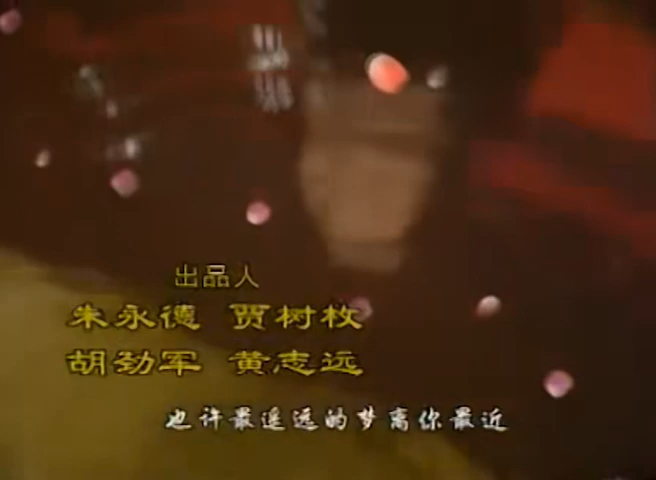 出品人
朱永德 贾树枚
胡劲军 黄志远
也许最遥远的梦离你最近